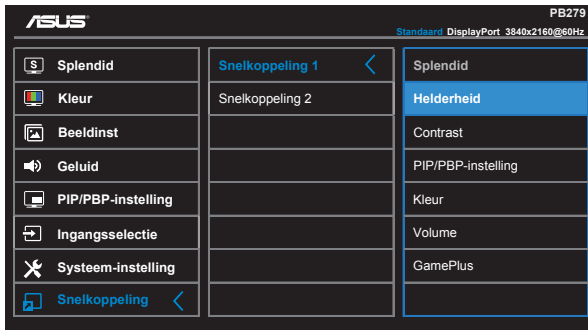 ASUS
PB279
Standaard DisplayPort 3840x2160@60Hz
S Splendid
Kleur
Beeldinst
Geluid
PIP/PBP-instelling
Ingangsselectie
Systeem-instelling
Snelkoppeling
Snelkoppeling 1
Snelkoppeling 2
Splendid
Helderheid
Contrast
PIP/PBP-instelling
Kleur
Volume
GamePlus